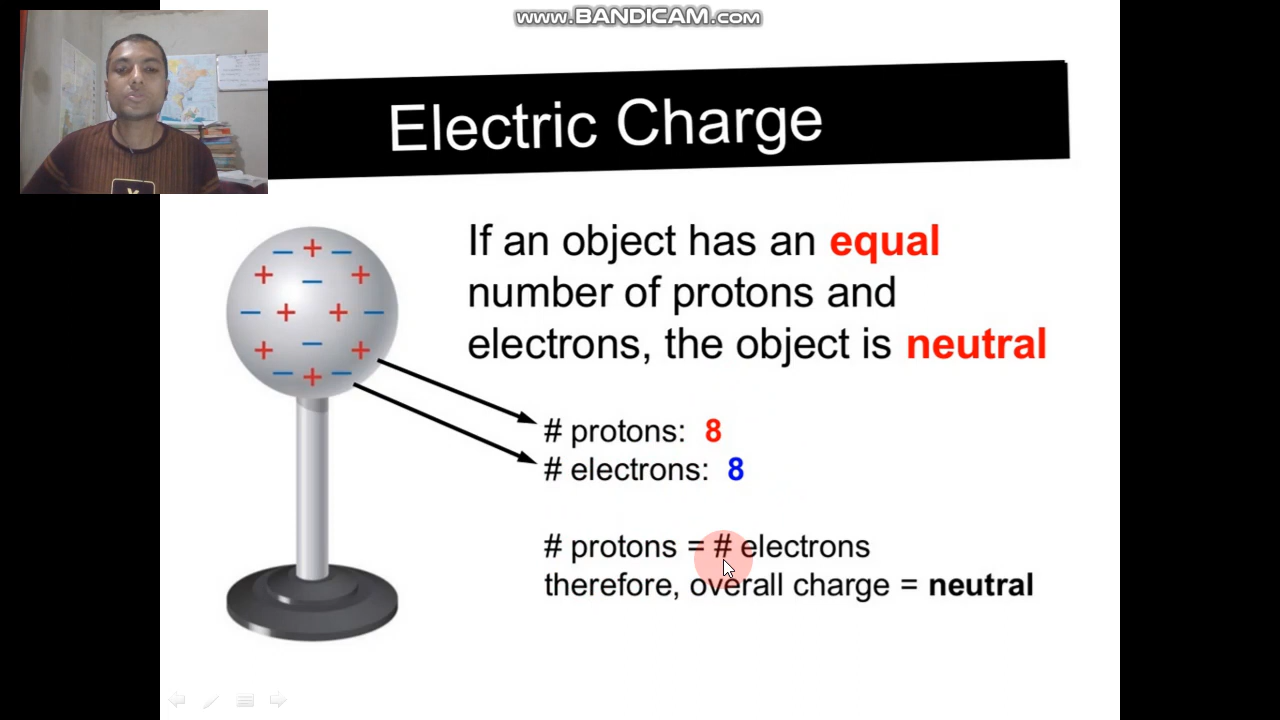 www.BANDICAM.com
Electric Charge
If an object has an equal
number of protons and
electrons, the object is neutral
# protons: 8
# electrons: 8
# protons = # electrons
therefore, overall charge = neutral